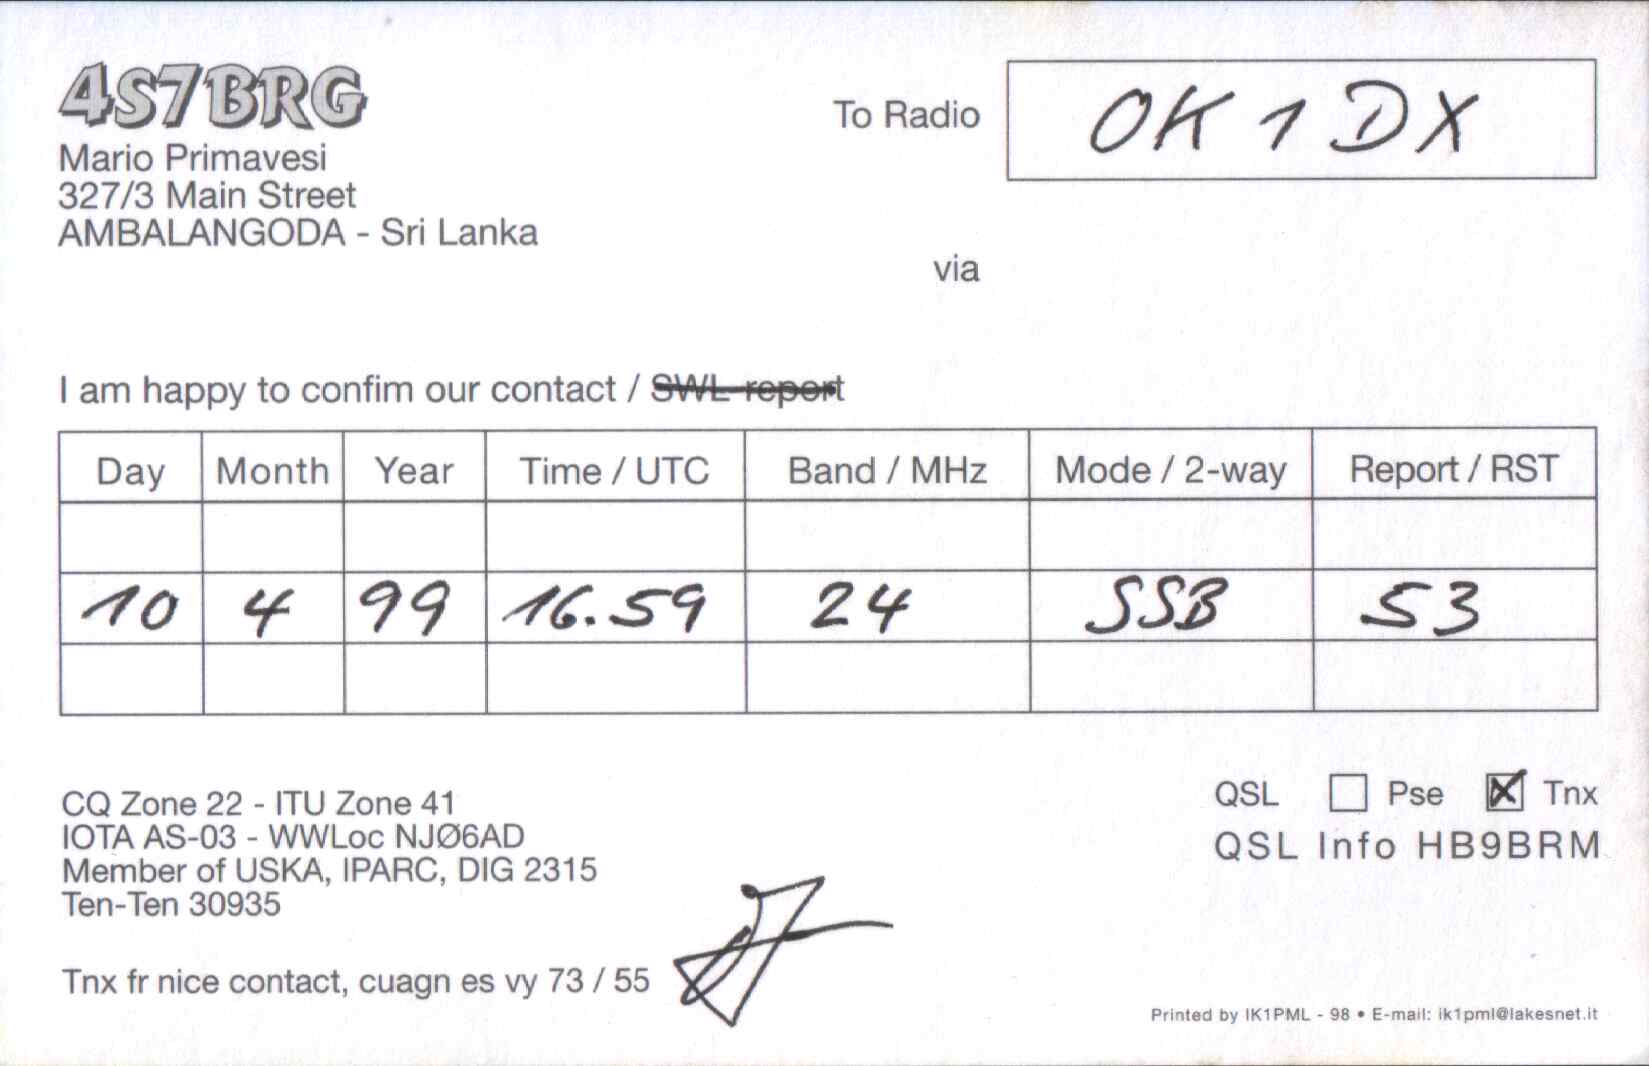 4S7BRG
Mario Primavesi
327/3 Main Street
AMBALANGODA - Sri Lanka
To Radio OK1DX
via
I am happy to confim our contact / SWL report
Day Month Year Time / UTC Band / MHz Mode / 2-way Report / RST
10 4 99 16.59 24 SSB 53
CQ Zone 22 - ITU Zone 41
IOTA AS-03 - WWLoc NJØ6AD
Member of USKA, IPARC, DIG 2315
Ten-Ten 30935
Tnx fr nice contact, cuagn es vy 73 / 55
QSL Pse Tnx
QSL Info HB9BRM
Printed by IK1PML - 98 • E-mail: ik1pml@lakesnet.it